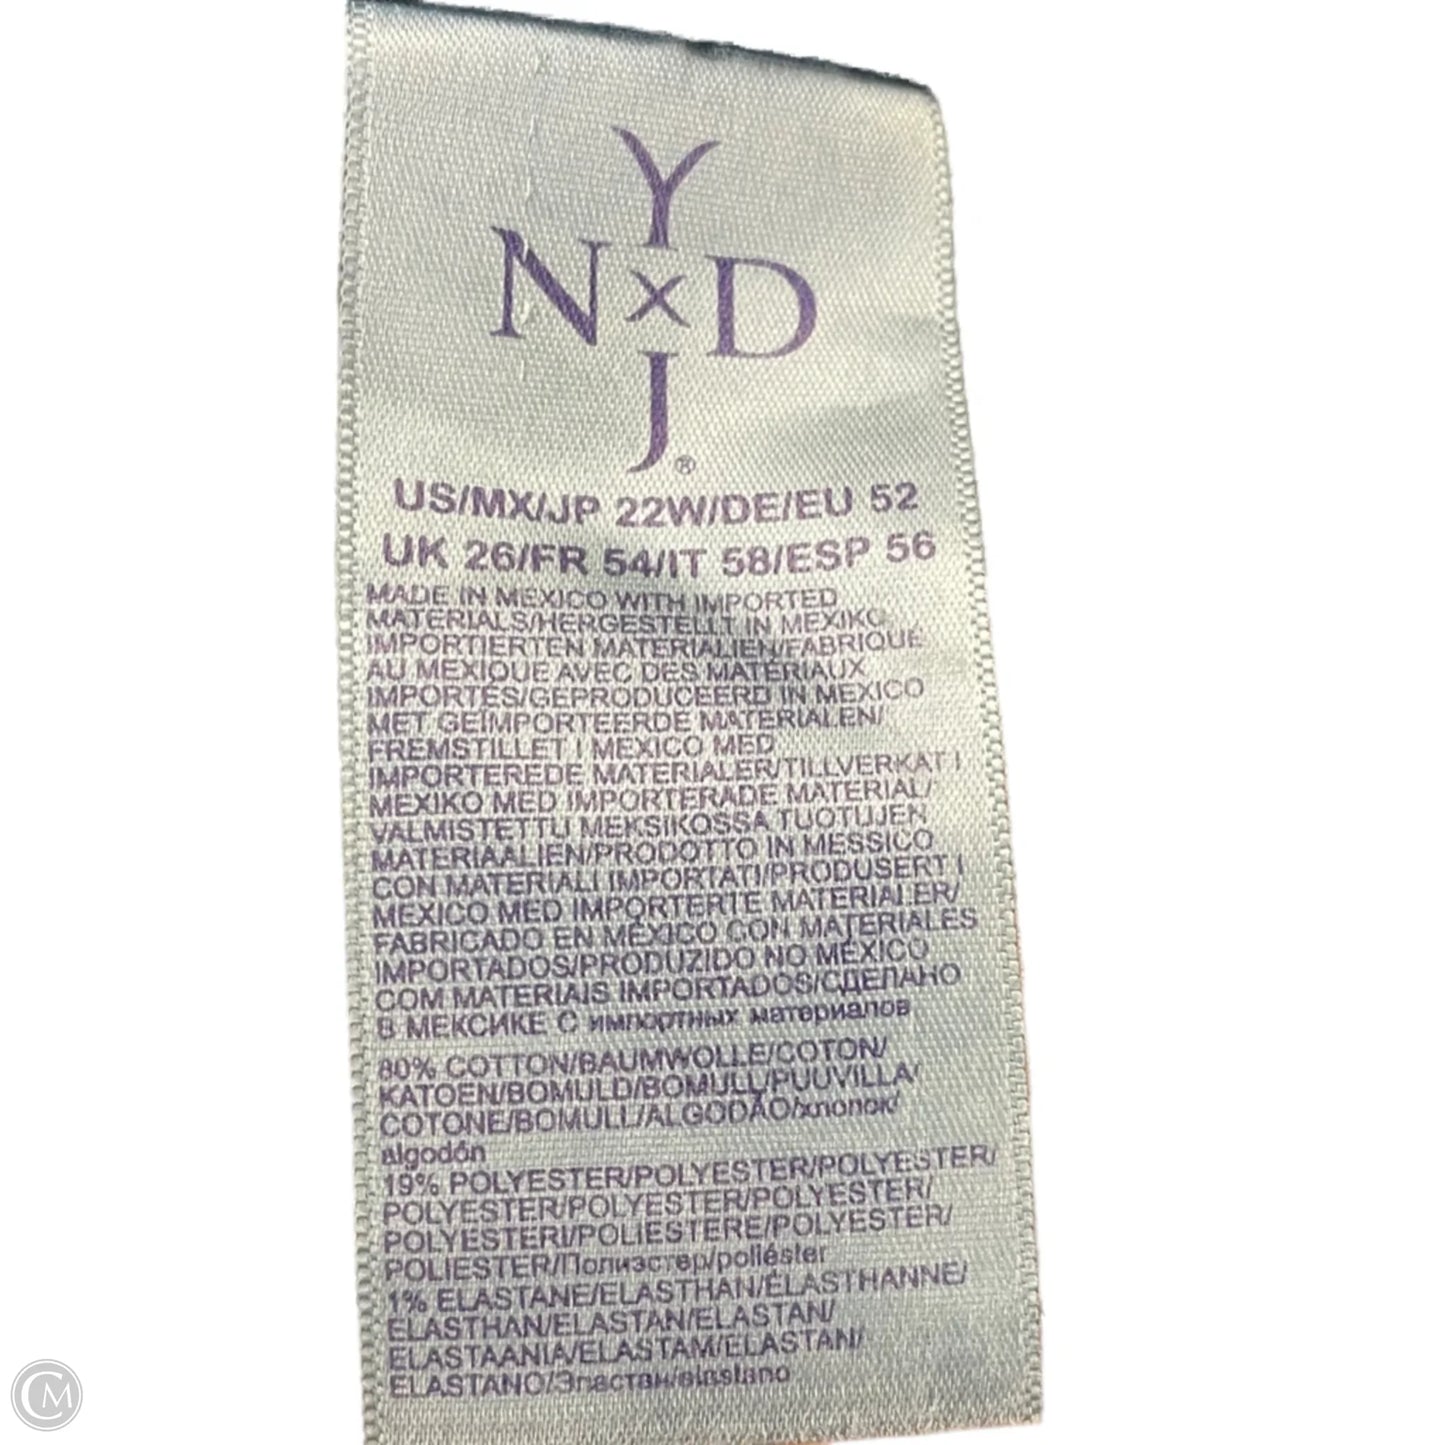 Y
N x D
J®
US/MX/JP 22W/DE/EU 52
UK 26/FR 54/IT 58/ESP 56
MADE IN MEXICO WITH IMPORTED
MATERIALS/HERGESTELLT IN MEXIKO
IMPORTIERTEN MATERIALIEN/FABRIQUÉ
AU MEXIQUE AVEC DES MATÉRIAUX
IMPORTÉS/GEPRODUCEERD IN MEXICO
MET GEÏMPORTEERDE MATERIALEN/
FREMSTILLET I MEXICO MED
IMPORTEREDE MATERIALER/TILLVERKAT I
MEXIKO MED IMPORTERADE MATERIAL/
VALMISTETTU MEKSIKOSSA TUOTUJEN
MATERIAALIEN/PRODOTTO IN MESSICO
CON MATERIALI IMPORTATI/PRODUSERT I
MEXICO MED IMPORTERTE MATERIALER/
FABRICADO EN MÉXICO CON MATERIALES
IMPORTADOS/PRODUZIDO NO MÉXICO
COM MATERIAIS IMPORTADOS/СДЕЛАНО
В МЕКСИКЕ С импортных материалов
80% COTTON/BAUMWOLLE/COTON/
KATOEN/BOMULD/BOMULL/PUUVILLA/
COTONE/BOMULL/ALGODÃO/хлопок/
algodón
19% POLYESTER/POLYESTER/POLYESTER/
POLYESTER/POLYESTER/POLYESTER/
POLYESTERI/POLIESTERE/POLYESTER/
POLIESTER/Полиэстер/poliéster
1% ELASTANE/ELASTHAN/ÉLASTHANNE/
ELASTHAN/ELASTAN/ELASTAN/
ELASTAANIA/ELASTAM/ELASTAN/
ELASTANO/Эластан/elastano
CM